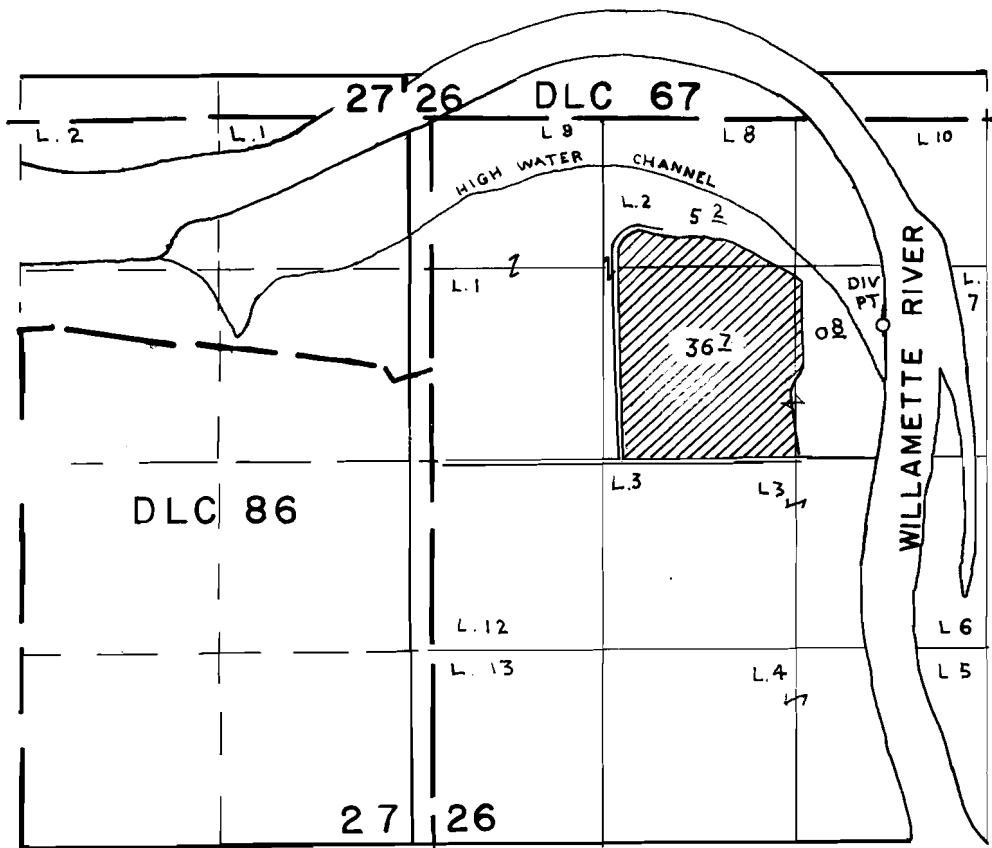 27 26 DLC 67
L. 2 L. 1 L 9 L 8 L 10
HIGH WATER CHANNEL
L. 2 5 2
L. 1 DIV PT L. 7
36 7 0 8
WILLAMETTE RIVER
L. 3 L 3
DLC 86
L. 12 L 6
L. 13 L. 4 L 5
27 26